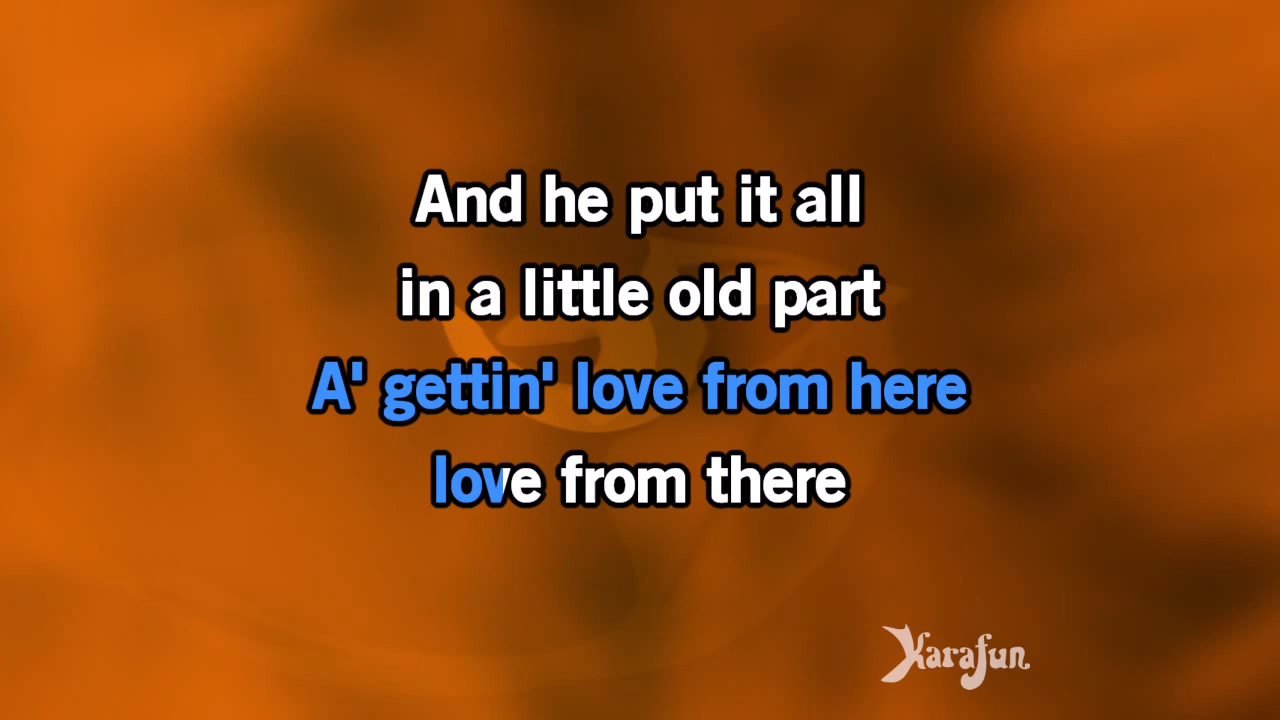 And he put it all
in a little old part
A' gettin' love from here
love from there
Karafun